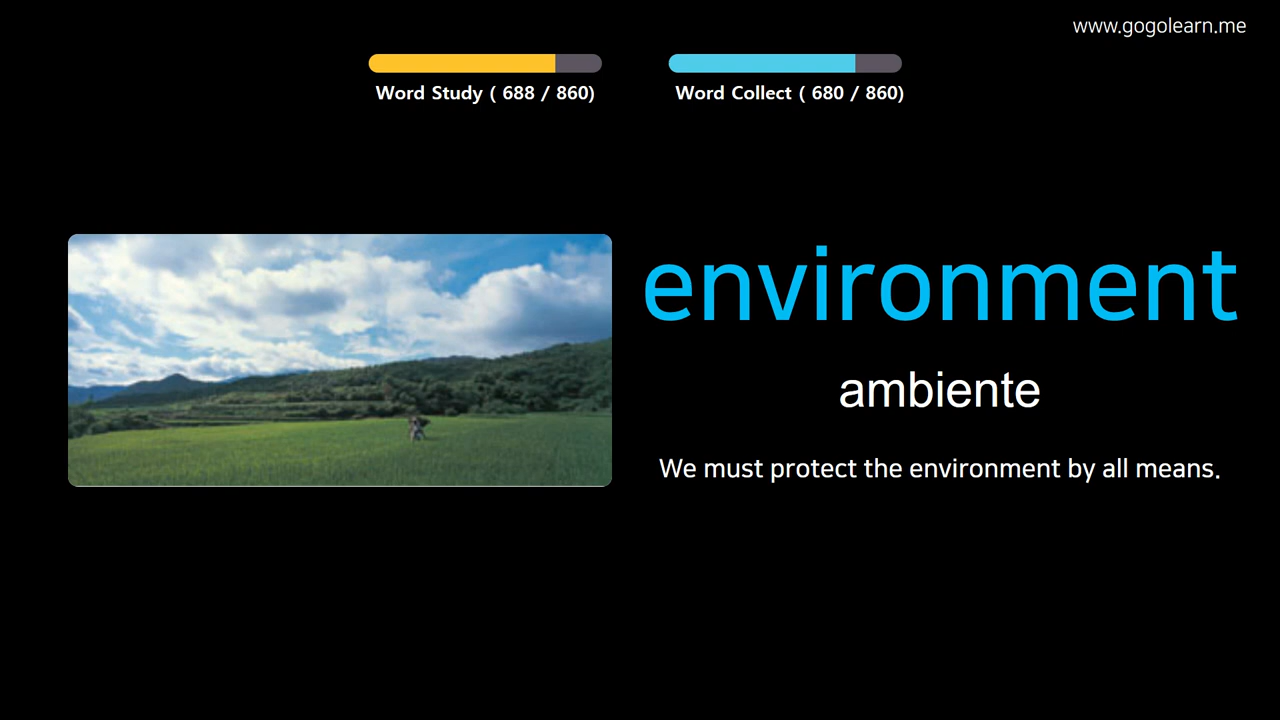 www.gogolearn.me
Word Study ( 688 / 860)
Word Collect ( 680 / 860)
environment
ambiente
We must protect the environment by all means.